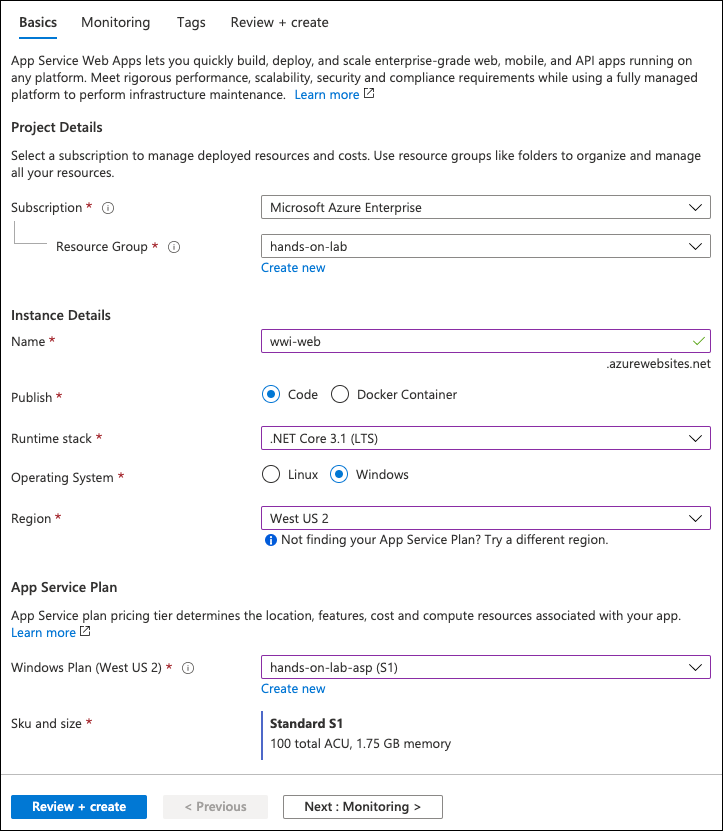 Basics Monitoring Tags Review + create
App Service Web Apps lets you quickly build, deploy, and scale enterprise-grade web, mobile, and API apps running on
any platform. Meet rigorous performance, scalability, security and compliance requirements while using a fully managed
platform to perform infrastructure maintenance. Learn more
Project Details
Select a subscription to manage deployed resources and costs. Use resource groups like folders to organize and manage
all your resources.
Subscription * Microsoft Azure Enterprise
Resource Group * hands-on-lab
Create new
Instance Details
Name * wwi-web
.azurewebsites.net
Publish * Code Docker Container
Runtime stack * .NET Core 3.1 (LTS)
Operating System * Linux Windows
Region * West US 2
Not finding your App Service Plan? Try a different region.
App Service Plan
App Service plan pricing tier determines the location, features, cost and compute resources associated with your app.
Learn more
Windows Plan (West US 2) * hands-on-lab-asp (S1)
Create new
Sku and size * Standard S1
100 total ACU, 1.75 GB memory
Review + create < Previous Next : Monitoring >